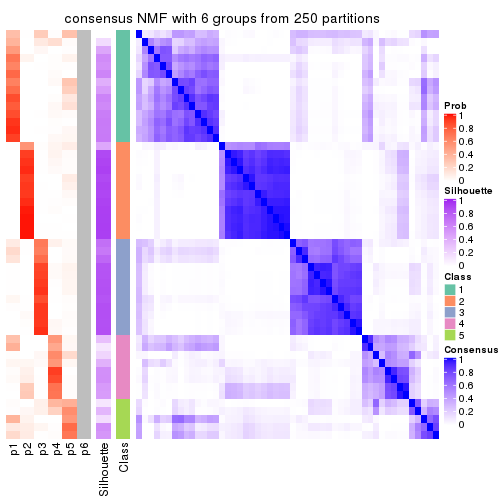 consensus NMF with 6 groups from 250 partitions
Prob
1
0.8
0.6
0.4
0.2
0
Silhouette
1
0.8
0.6
0.4
0.2
0
Class
1
2
3
4
5
Consensus
1
0.8
0.6
0.4
0.2
0
p1
p2
p3
p4
p5
p6
Silhouette
Class